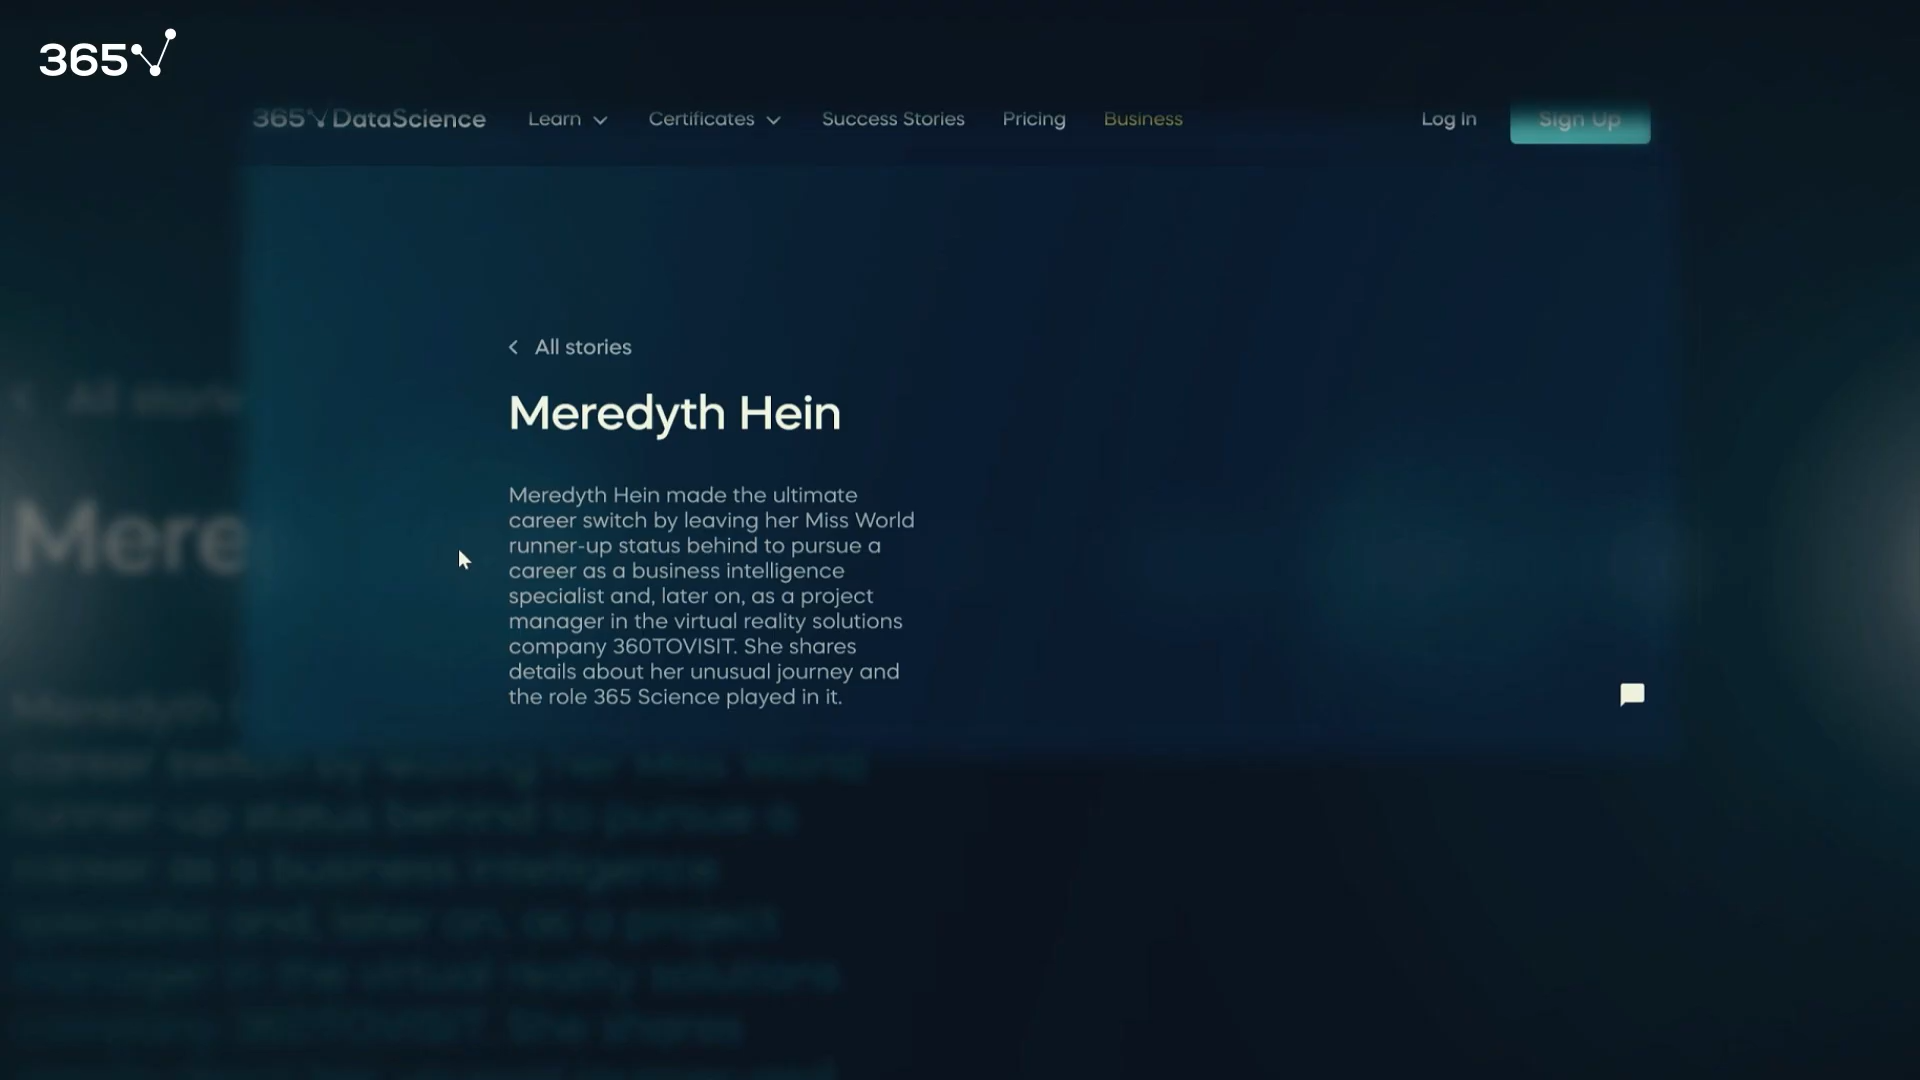 365
365 DataScience Learn Certificates Success Stories Pricing Business Log In Sign Up
All stories
Meredyth Hein
Meredyth Hein made the ultimate
career switch by leaving her Miss World
runner-up status behind to pursue a
career as a business intelligence
specialist and, later on, as a project
manager in the virtual reality solutions
company 360TOVISIT. She shares
details about her unusual journey and
the role 365 Science played in it.
All storie
Mere